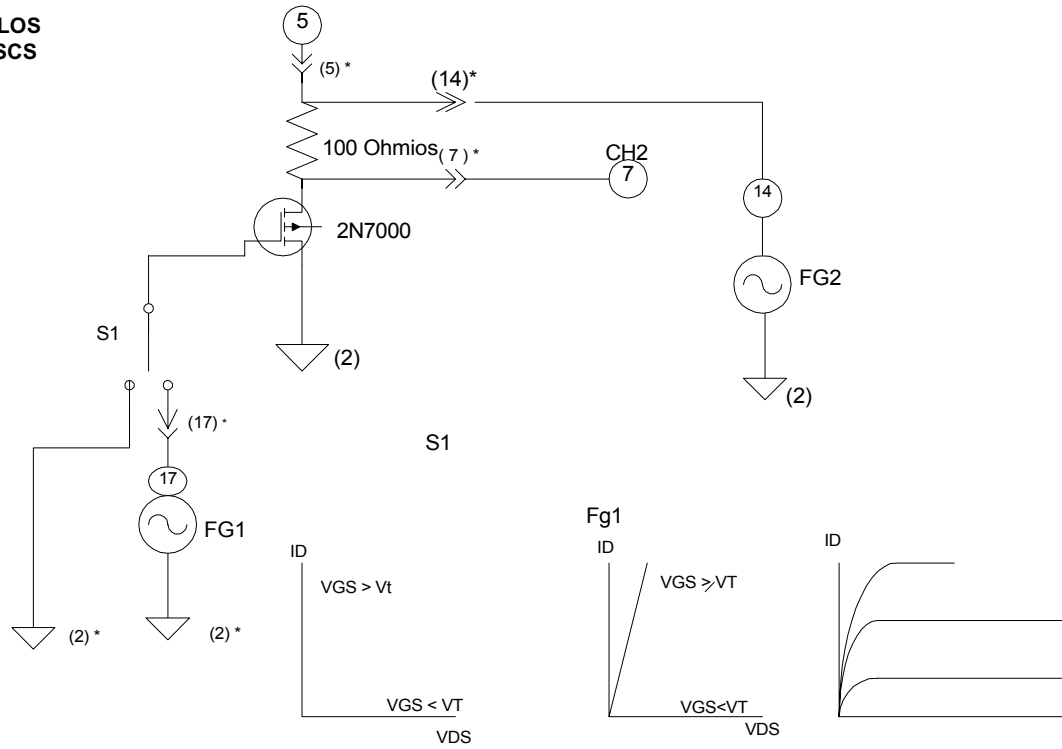 LOS
SCS
5
(5) *
(14)*
100 Ohmios
(7) *
CH2
7
14
2N7000
FG2
S1
(2)
(2)
(17) *
S1
17
FG1
Fg1
ID
ID
ID
VGS > Vt
VGS > VT
(2) *
(2) *
VGS < VT
VGS<VT
VDS
VDS